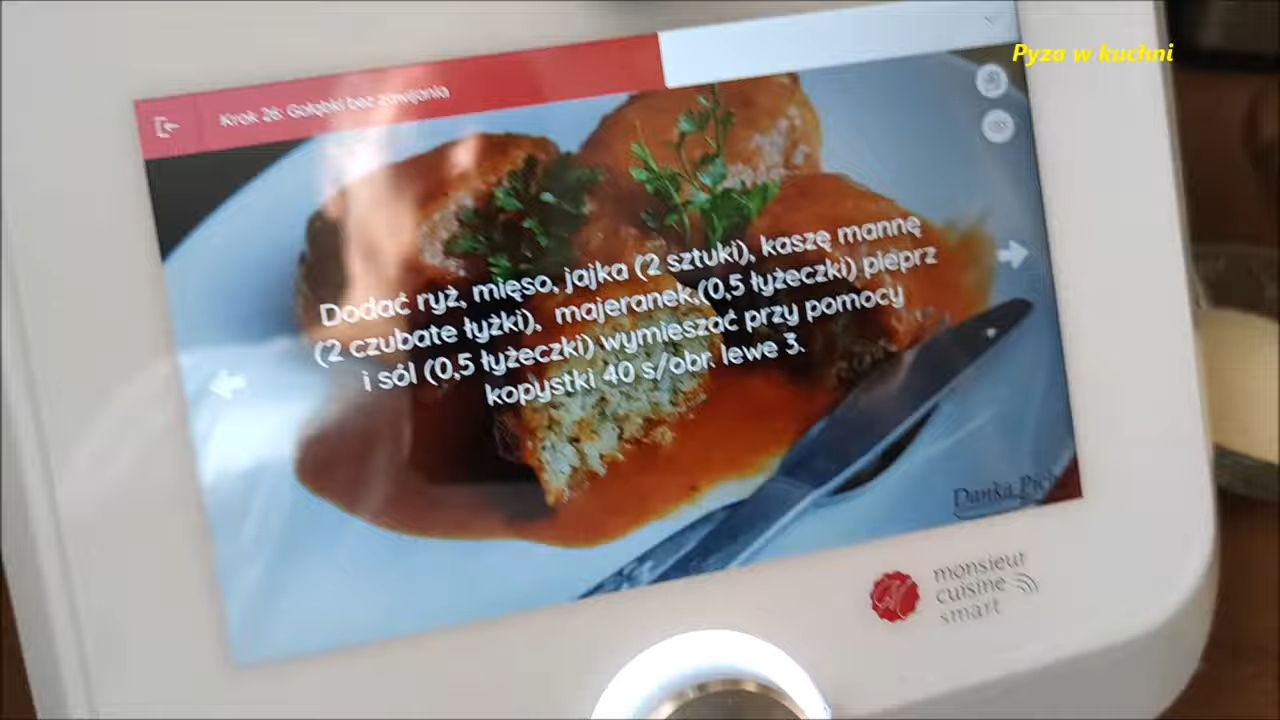 Pyza w kuchni
Krok 26: Gołąbki bez zawijania
Dodać ryż, mięso, jajka (2 sztuki), kaszę mannę
(2 czubate łyżki), majeranek,(0,5 łyżeczki) pieprz
i sól (0,5 łyżeczki) wymieszać przy pomocy
kopystki 40 s/obr. lewe 3.
Danka
monsieur
cuisine
smart